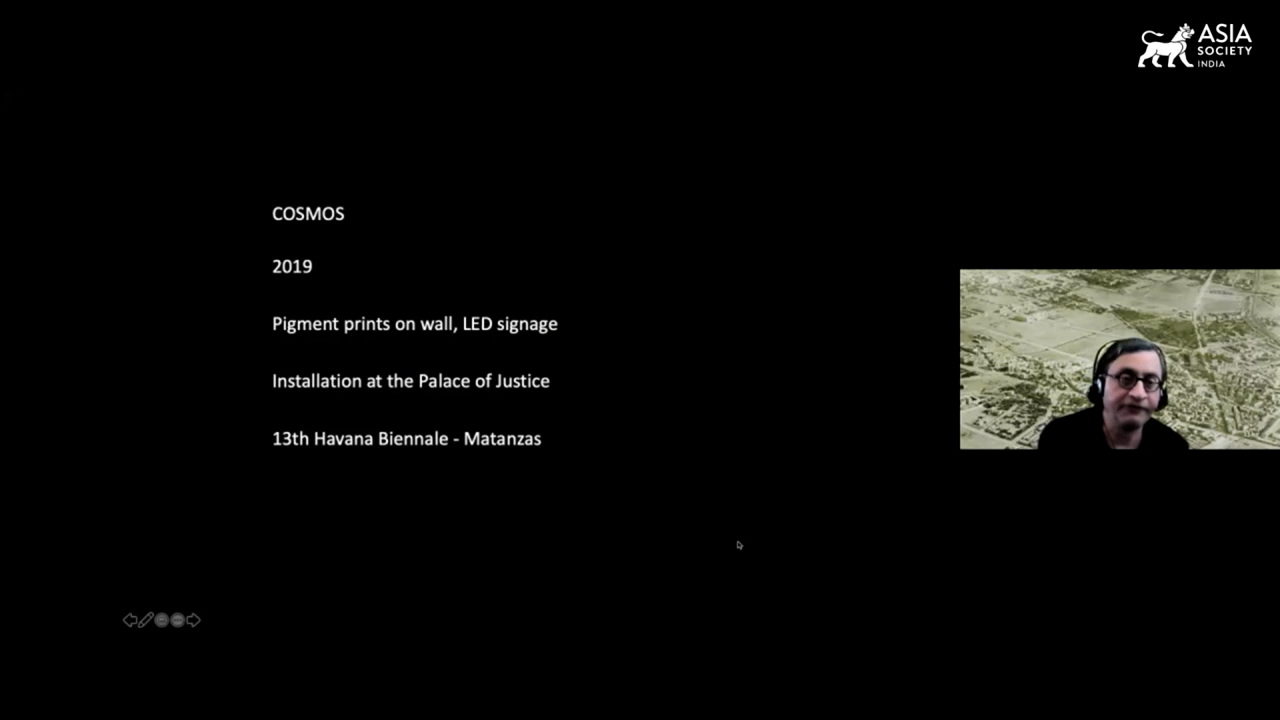 ASIA
SOCIETY
INDIA
COSMOS
2019
Pigment prints on wall, LED signage
Installation at the Palace of Justice
13th Havana Biennale - Matanzas